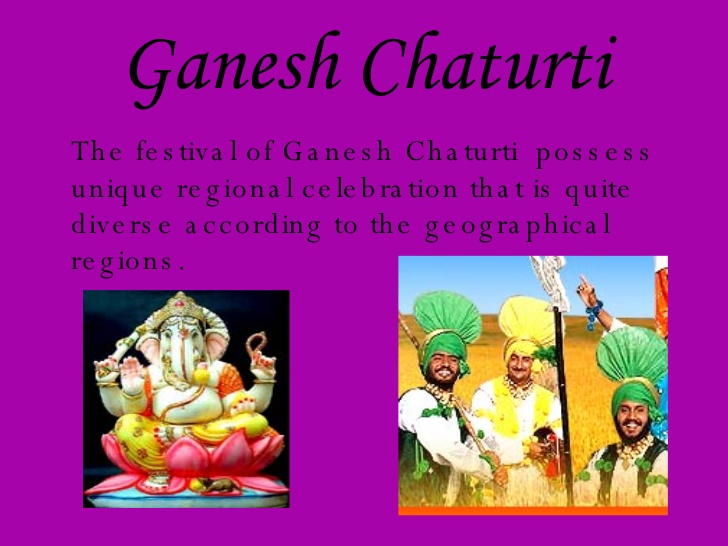 Ganesh Chaturti
The festival of Ganesh Chaturti possess
unique regional celebration that is quite
diverse according to the geographical
regions.